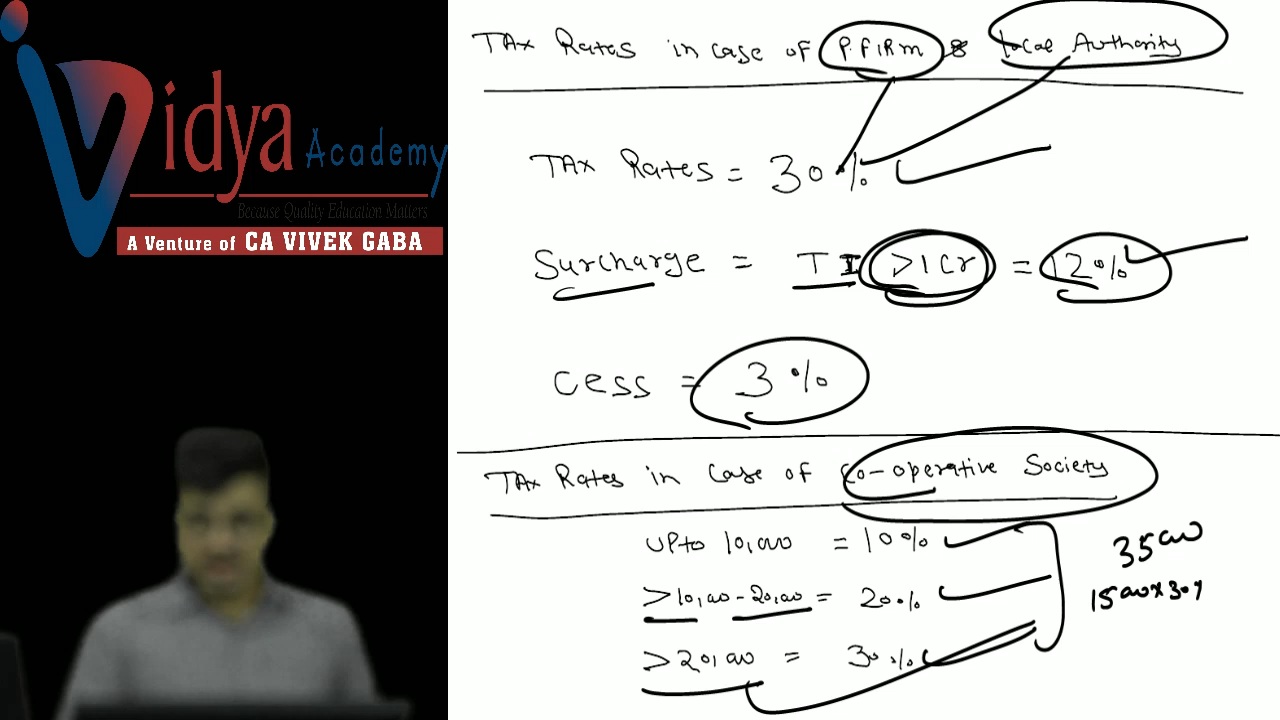 Vidya Academy
Because Quality Education Matters
A Venture of CA VIVEK GABA
TAx Rates in case of P.fIRm & local Authority
TAx Rates = 30%
Surcharge = TI >1Cr = 12%
Cess = 3%
TAx Rates in Case of Co-operative Society
UPto 10,000 = 10%
>10,000 - 20,000 = 20%
>20,000 = 30%
35000
15000x30%